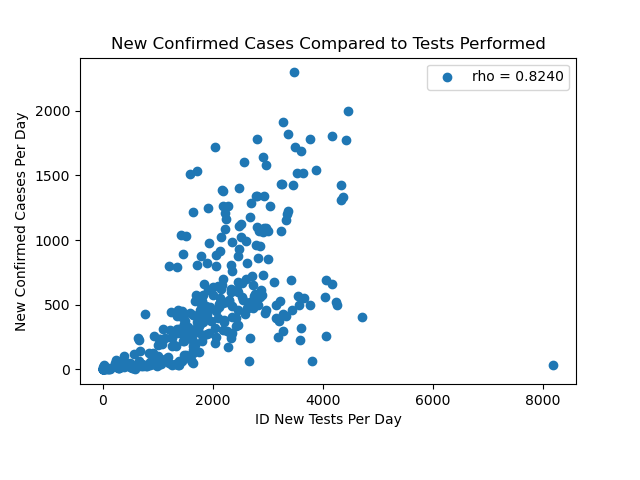 New Confirmed Cases Compared to Tests Performed
rho = 0.8240
New Confirmed Caeses Per Day
2000
1500
1000
500
0
0 2000 4000 6000 8000
ID New Tests Per Day